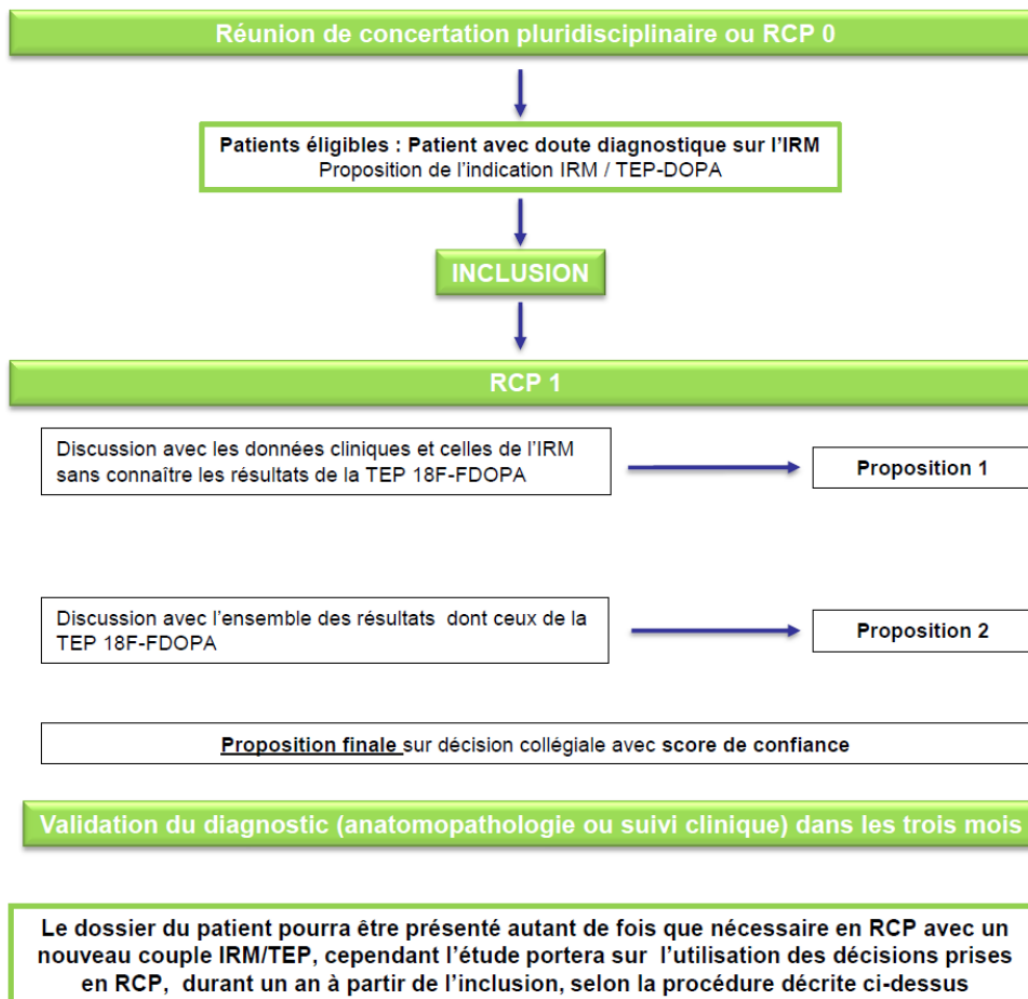 Réunion de concertation pluridisciplinaire ou RCP 0
Patients éligibles : Patient avec doute diagnostique sur l'IRM
Proposition de l'indication IRM / TEP-DOPA
INCLUSION
RCP 1
Discussion avec les données cliniques et celles de l'IRM
sans connaître les résultats de la TEP 18F-FDOPA
Proposition 1
Discussion avec l'ensemble des résultats dont ceux de la
TEP 18F-FDOPA
Proposition 2
Proposition finale sur décision collégiale avec score de confiance
Validation du diagnostic (anatomopathologie ou suivi clinique) dans les trois mois
Le dossier du patient pourra être présenté autant de fois que nécessaire en RCP avec un
nouveau couple IRM/TEP, cependant l'étude portera sur l'utilisation des décisions prises
en RCP, durant un an à partir de l'inclusion, selon la procédure décrite ci-dessus